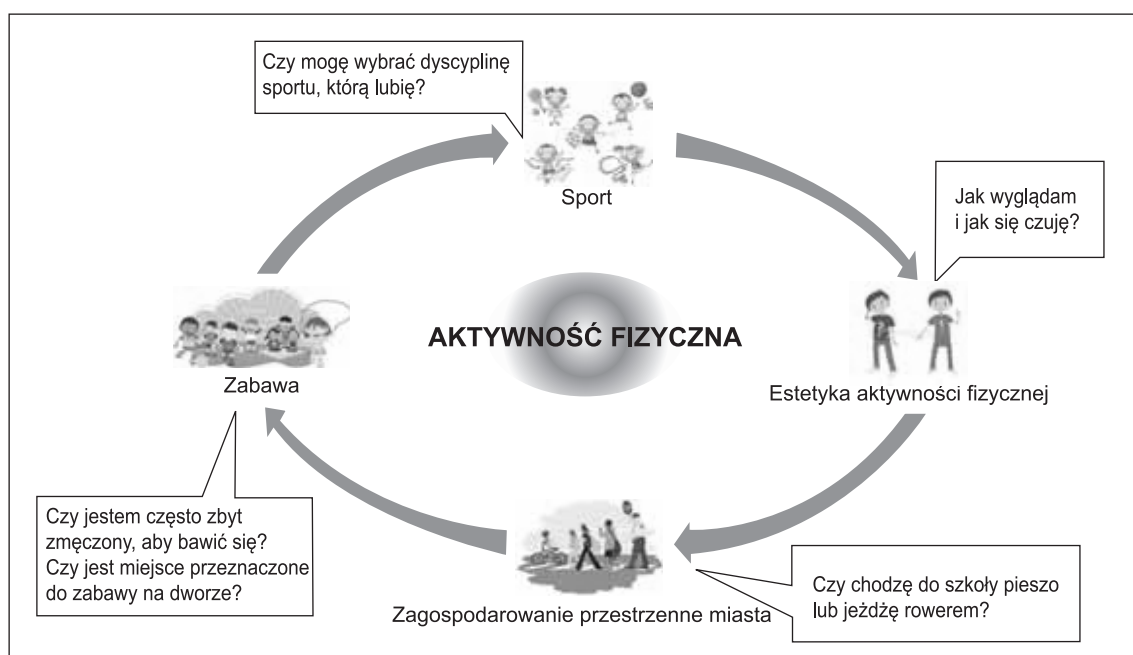 Czy mogę wybrać dyscyplinę
sportu, którą lubię?
Sport
Jak wyglądam
i jak się czuję?
AKTYWNOŚĆ FIZYCZNA
Zabawa
Estetyka aktywności fizycznej
Czy jestem często zbyt
zmęczony, aby bawić się?
Czy jest miejsce przeznaczone
do zabawy na dworze?
Zagospodarowanie przestrzenne miasta
Czy chodzę do szkoły pieszo
lub jeżdżę rowerem?